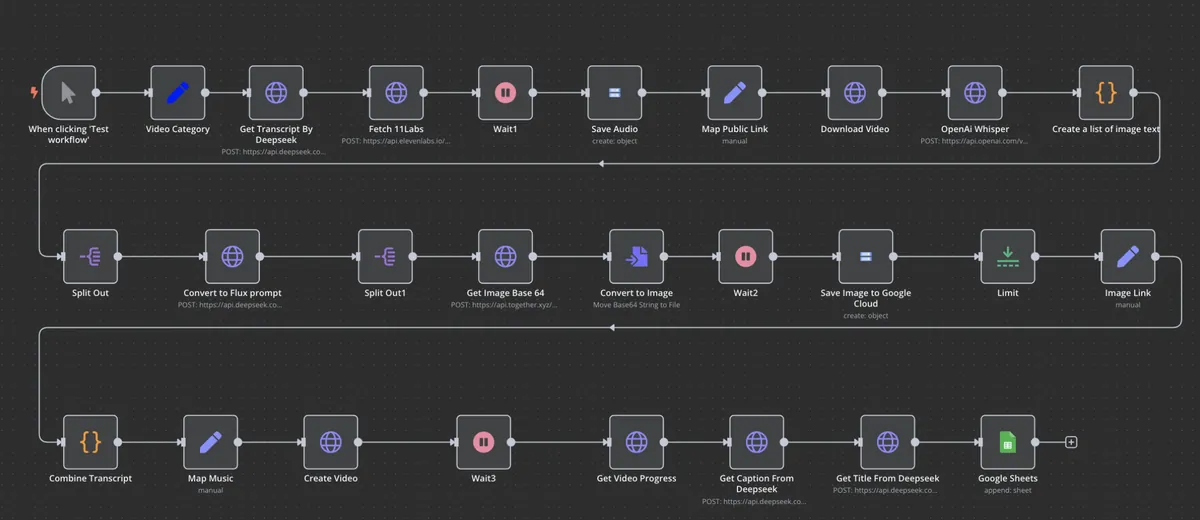 When clicking 'Test
workflow'
Video Category
Get Transcript By
Deepseek
POST: https://api.deepseek.co...
Fetch 11Labs
POST: https://api.elevenlabs.io/...
Wait1
Save Audio
create: object
Map Public Link
manual
Download Video
OpenAi Whisper
POST: https://api.openai.com/v...
Create a list of image text
Split Out
Convert to Flux prompt
POST: https://api.deepseek.co...
Split Out1
Get Image Base 64
POST: https://api.together.xyz/...
Convert to Image
Move Base64 String to File
Wait2
Save Image to Google
Cloud
create: object
Limit
Image Link
manual
Combine Transcript
Map Music
manual
Create Video
Wait3
Get Video Progress
Get Caption From
Deepseek
POST: https://api.deepseek.co...
Get Title From Deepseek
POST: https://api.deepseek.co...
Google Sheets
append: sheet